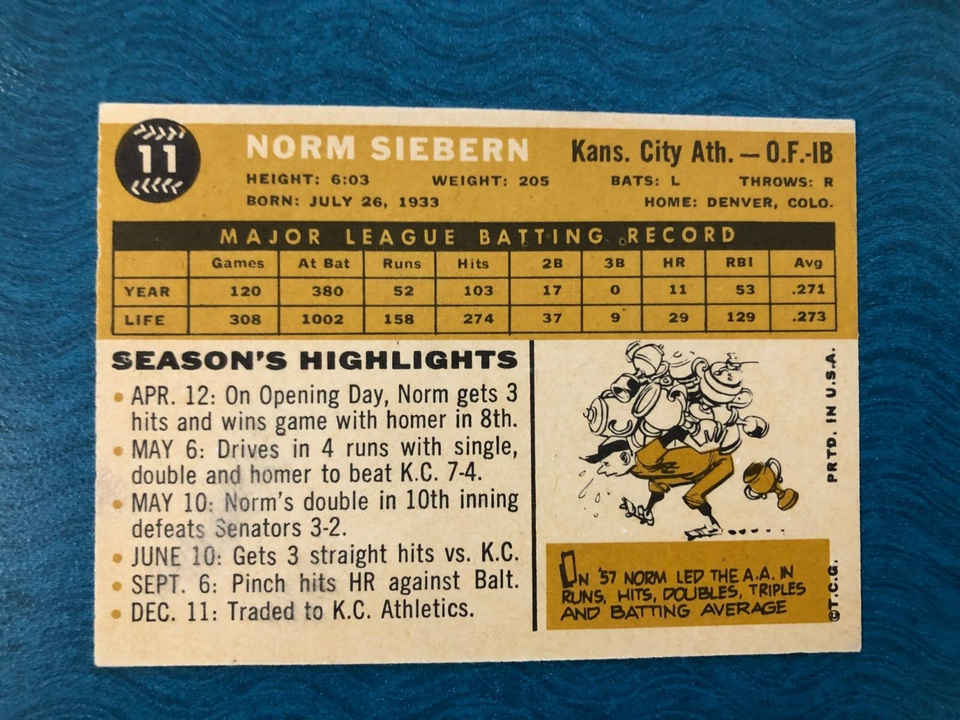 11
NORM SIEBERN
Kans. City Ath. — O.F.-1B
HEIGHT: 6:03 WEIGHT: 205 BATS: L THROWS: R
BORN: JULY 26, 1933 HOME: DENVER, COLO.
MAJOR LEAGUE BATTING RECORD
Games At Bat Runs Hits 2B 3B HR RBI Avg
YEAR 120 380 52 103 17 0 11 53 .271
LIFE 308 1002 158 274 37 9 29 129 .273
SEASON'S HIGHLIGHTS
• APR. 12: On Opening Day, Norm gets 3
hits and wins game with homer in 8th.
• MAY 6: Drives in 4 runs with single,
double and homer to beat K.C. 7-4.
• MAY 10: Norm's double in 10th inning
defeats Senators 3-2.
• JUNE 10: Gets 3 straight hits vs. K.C.
• SEPT. 6: Pinch hits HR against Balt.
• DEC. 11: Traded to K.C. Athletics.
IN '57 NORM LED THE A.A. IN
RUNS, HITS, DOUBLES, TRIPLES
AND BATTING AVERAGE
©T.C.G. PRTD. IN U.S.A.